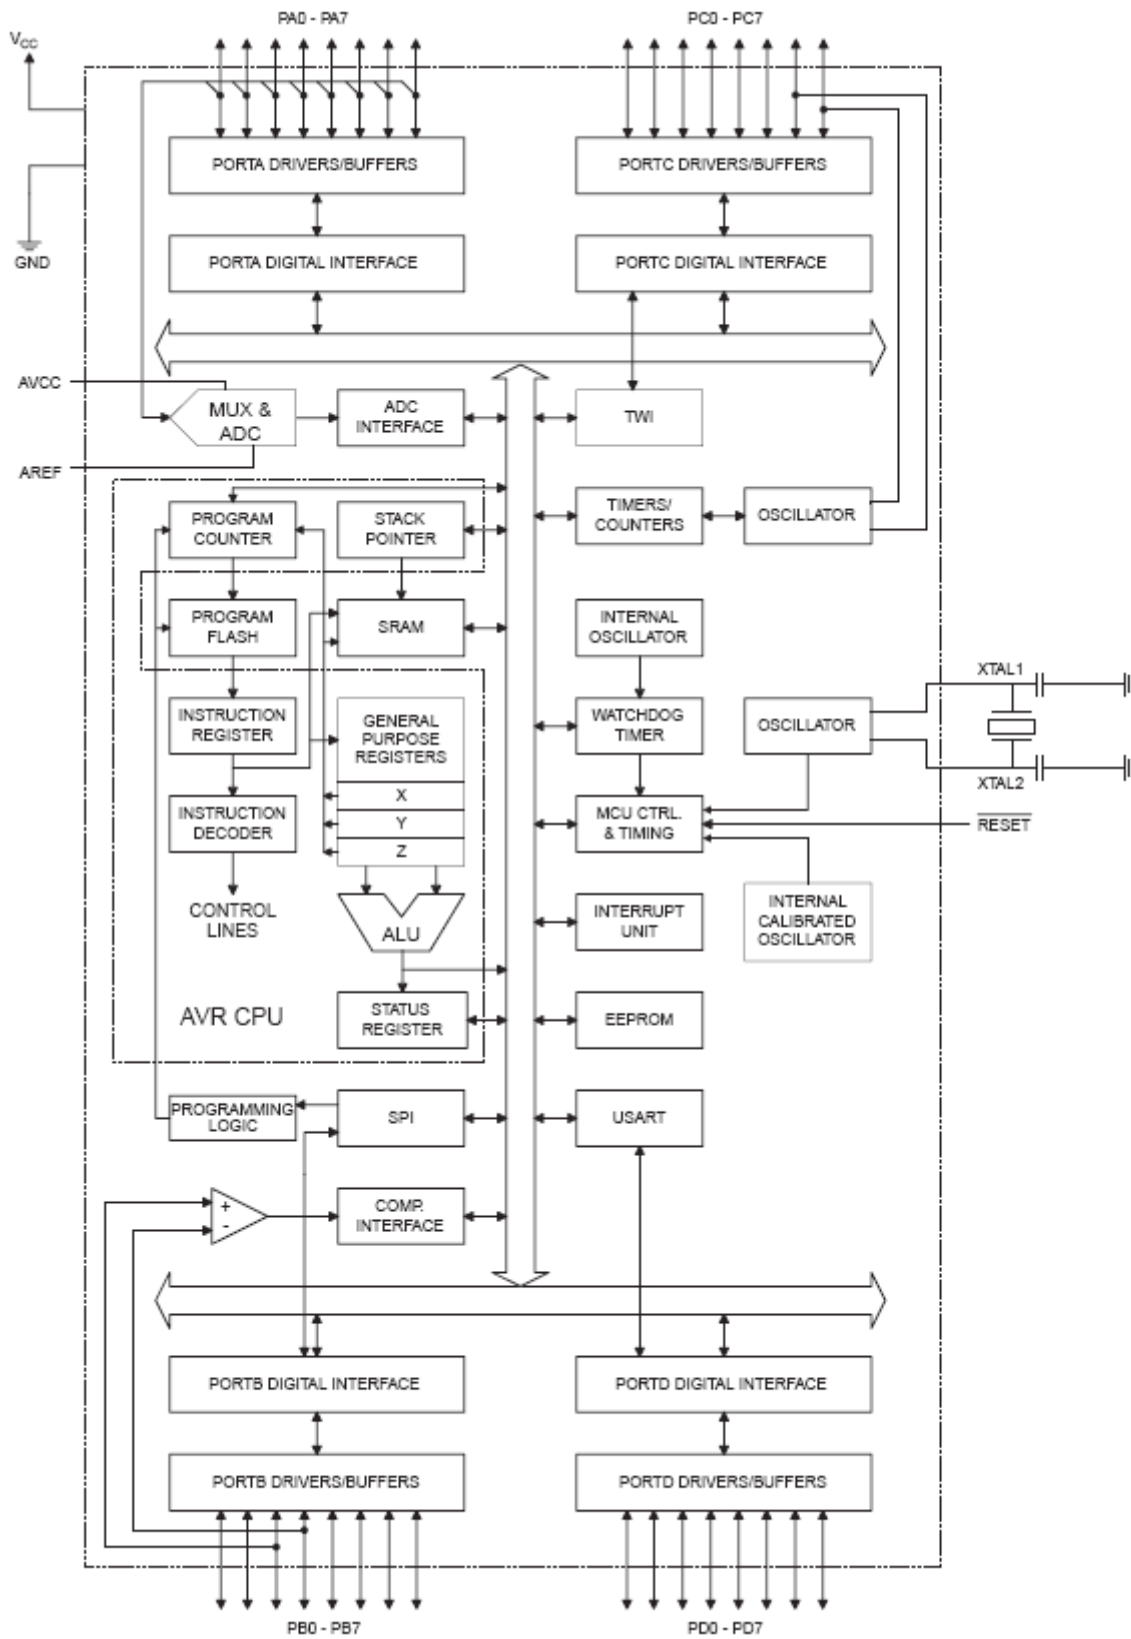 PA0 - PA7
PC0 - PC7
VCC
PORTA DRIVERS/BUFFERS
PORTC DRIVERS/BUFFERS
GND
PORTA DIGITAL INTERFACE
PORTC DIGITAL INTERFACE
AVCC
MUX &
ADC
ADC
INTERFACE
TWI
AREF
PROGRAM
COUNTER
STACK
POINTER
TIMERS/
COUNTERS
OSCILLATOR
PROGRAM
FLASH
SRAM
INTERNAL
OSCILLATOR
XTAL1
INSTRUCTION
REGISTER
GENERAL
PURPOSE
REGISTERS
WATCHDOG
TIMER
OSCILLATOR
XTAL2
X
INSTRUCTION
DECODER
Y
MCU CTRL.
& TIMING
RESET
Z
CONTROL
LINES
ALU
INTERRUPT
UNIT
INTERNAL
CALIBRATED
OSCILLATOR
AVR CPU
STATUS
REGISTER
EEPROM
PROGRAMMING
LOGIC
SPI
USART
+
-
COMP.
INTERFACE
PORTB DIGITAL INTERFACE
PORTD DIGITAL INTERFACE
PORTB DRIVERS/BUFFERS
PORTD DRIVERS/BUFFERS
PB0 - PB7
PD0 - PD7